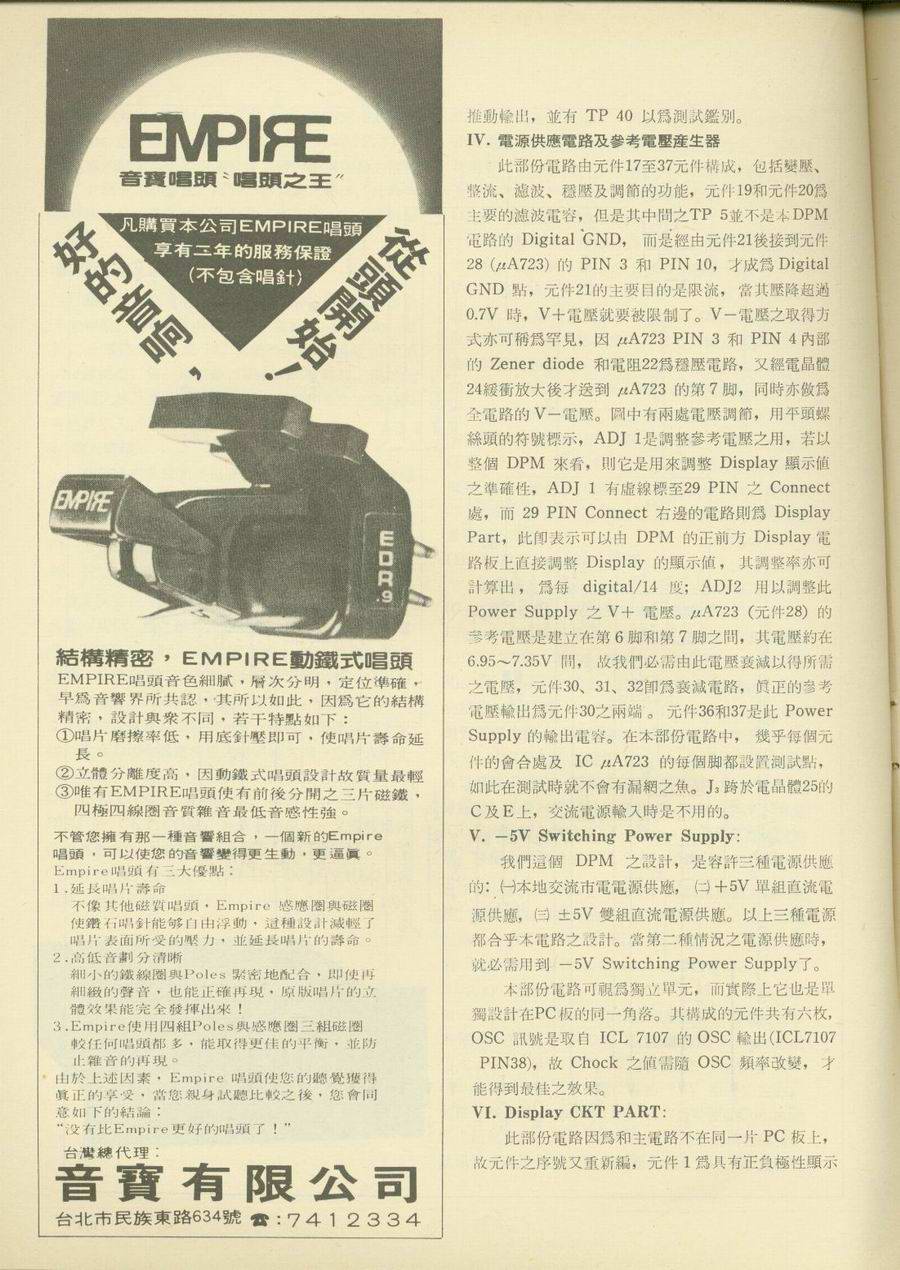 EMPIRE
音寶唱頭〝唱頭之王〞
凡購買本公司EMPIRE唱頭
享有二年的服務保證
(不包含唱針)
好的音响，
從頭開始！
EMPIRE
EDR.9
結構精密，EMPIRE動鐵式唱頭
EMPIRE唱頭音色細膩，層次分明，定位準確，
早爲音響界所共認，其所以如此，因爲它的結構
精密，設計與衆不同，若干特點如下：
①唱片磨擦率低，用底針壓即可，使唱片壽命延
長。
②立體分離度高，因動鐵式唱頭設計故質量最輕
③唯有EMPIRE唱頭使有前後分開之三片磁鐵，
四極四線圈音質雜音最低音感性強。
不管您擁有那一種音響組合，一個新的Empire
唱頭，可以使您的音響變得更生動，更逼眞。
Empire唱頭有三大優點：
1.延長唱片壽命
不像其他磁質唱頭，Empire 感應圈與磁圈
使鑽石唱針能够自由浮動，這種設計減輕了
唱片表面所受的壓力，並延長唱片的壽命。
2.高低音劃分清晰
細小的鐵線圈與Poles 緊密地配合，即使再
細緻的聲音，也能正確再現，原版唱片的立
體效果能完全發揮出來！
3.Empire使用四組Poles與感應圈三組磁圈
較任何唱頭都多，能取得更佳的平衡，並防
止雜音的再現。
由於上述因素，Empire 唱頭使您的聽覺獲得
眞正的享受，當您親身試聽比較之後，您會同
意如下的結論：
“没有比Empire更好的唱頭了！”
台灣總代理：
音寶有限公司
台北市民族東路634號 ☎:7412334
推動輸出，並有 TP 40 以爲測試鑑別。
IV. 電源供應電路及參考電壓産生器
此部份電路由元件17至37元件構成，包括變壓、
整流、濾波、穩壓及調節的功能，元件19和元件20爲
主要的濾波電容，但是其中間之TP 5並不是本DPM
電路的 Digital GND， 而是經由元件21後接到元件
28 (μA723) 的 PIN 3 和 PIN 10，才成爲 Digital
GND 點，元件21的主要目的是限流， 當其壓降超過
0.7V 時，V＋電壓就要被限制了。V－電壓之取得方
式亦可稱爲罕見，因 μA723 PIN 3 和 PIN 4內部
的 Zener diode 和電阻22爲穩壓電路，又經電晶體
24緩衝放大後才送到 μA723 的第7脚，同時亦做爲
全電路的V－電壓。圖中有兩處電壓調節，用平頭螺
絲頭的符號標示，ADJ 1是調整參考電壓之用，若以
整個 DPM 來看，則它是用來調整 Display 顯示値
之準確性，ADJ 1 有虛線標至29 PIN 之 Connect
處，而 29 PIN Connect 右邊的電路則爲 Display
Part，此卽表示可以由 DPM 的正前方 Display 電
路板上直接調整 Display 的顯示値， 其調整率亦可
計算出， 爲每 digital/14 度；ADJ2 用以調整此
Power Supply 之 V＋ 電壓。μA723 (元件28) 的
參考電壓是建立在第6脚和第7脚之間，其電壓約在
6.95〜7.35V 間， 故我們必需由此電壓衰減以得所需
之電壓，元件30、31、32卽爲衰減電路，眞正的參考
電壓輸出爲元件30之兩端。 元件36和37是此 Power
Supply 的輸出電容。在本部份電路中， 幾乎每個元
件的會合處及 IC μA723 的每個脚都設置測試點，
如此在測試時就不會有漏網之魚。J₃ 跨於電晶體25的
C及E上，交流電源輸入時是不用的。
V. －5V Switching Power Supply:
我們這個 DPM 之設計，是容許三種電源供應
的：㈠本地交流市電電源供應，㈡＋5V 單組直流電
源供應，㈢ ±5V 雙組直流電源供應。以上三種電源
都合乎本電路之設計。當第二種情況之電源供應時，
就必需用到 －5V Switching Power Supply了。
本部份電路可視爲獨立單元，而實際上它也是單
獨設計在PC板的同一角落。其構成的元件共有六枚，
OSC 訊號是取自 ICL 7107 的 OSC 輸出(ICL7107
PIN38)，故 Chock 之値需隨 OSC 頻率改變， 才
能得到最佳之效果。
VI. Display CKT PART:
此部份電路因爲和主電路不在同一片 PC 板上，
故元件之序號又重新編，元件1爲具有正負極性顯示